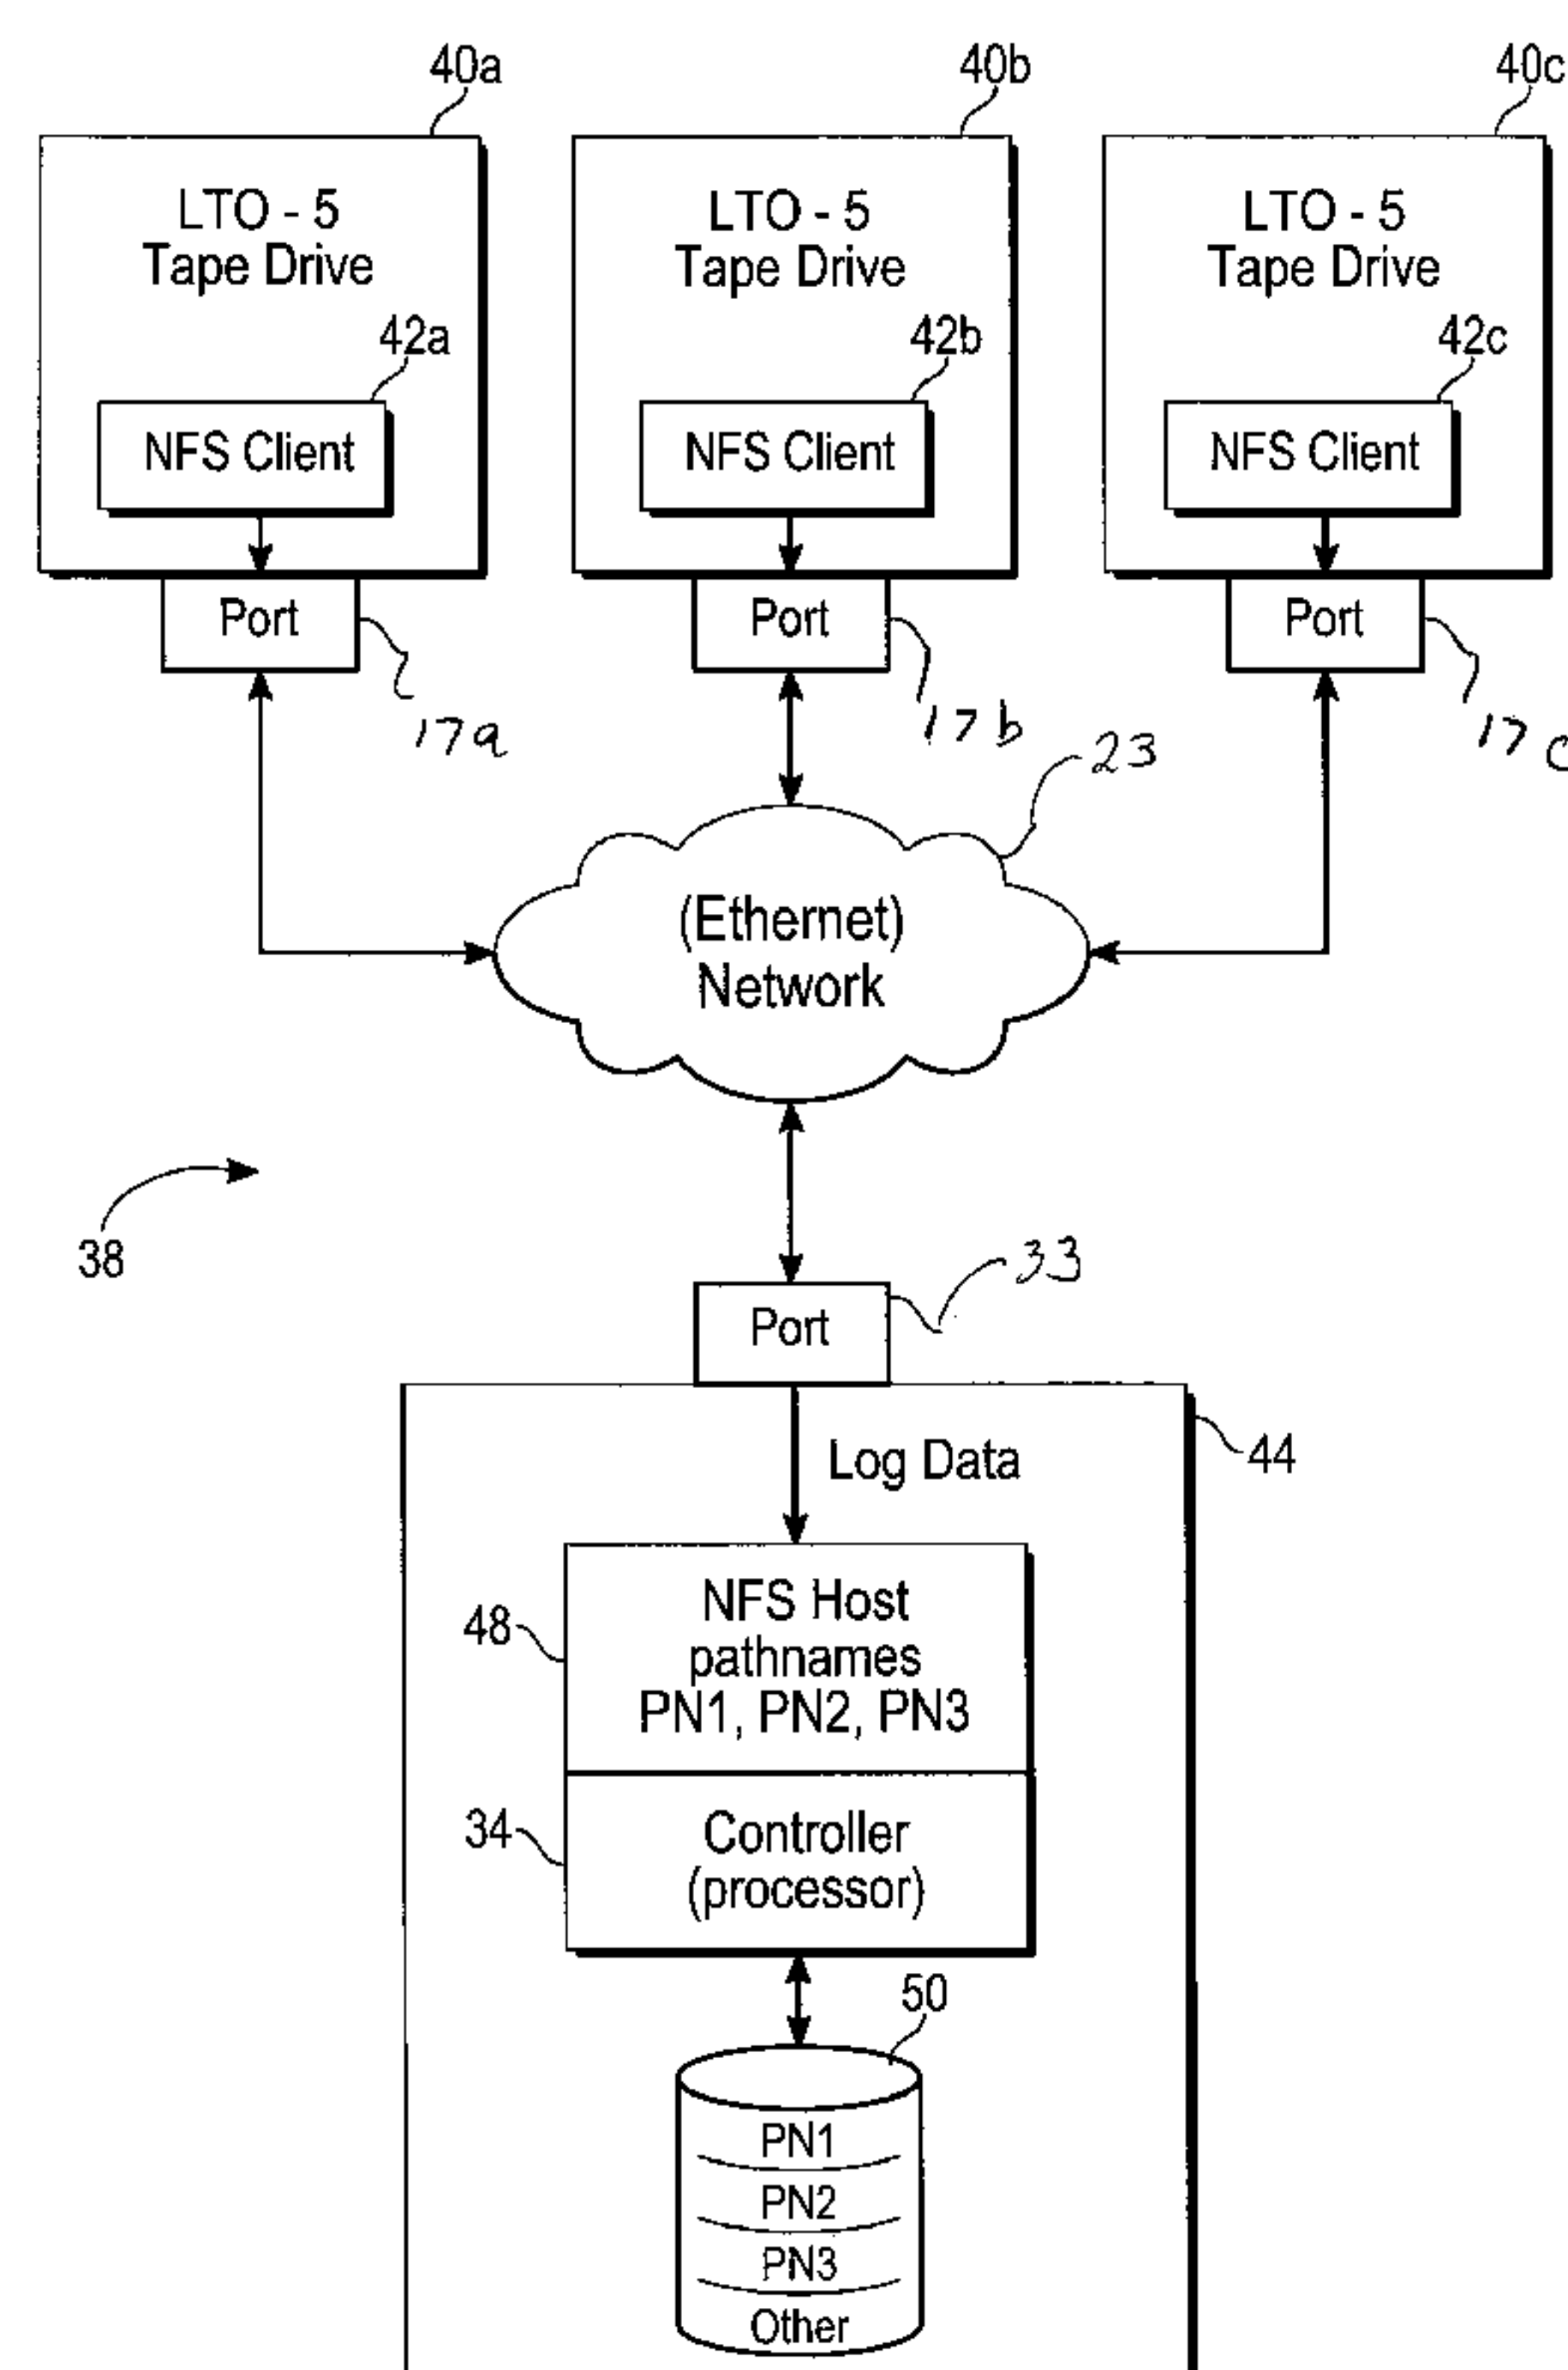 40a
40b
40c
LTO - 5
Tape Drive
LTO - 5
Tape Drive
LTO - 5
Tape Drive
42a
42b
42c
NFS Client
NFS Client
NFS Client
Port
Port
Port
17a
17b
17c
23
(Ethernet)
Network
38
33
Port
44
Log Data
48
NFS Host
pathnames
PN1, PN2, PN3
34
Controller
(processor)
50
PN1
PN2
PN3
Other